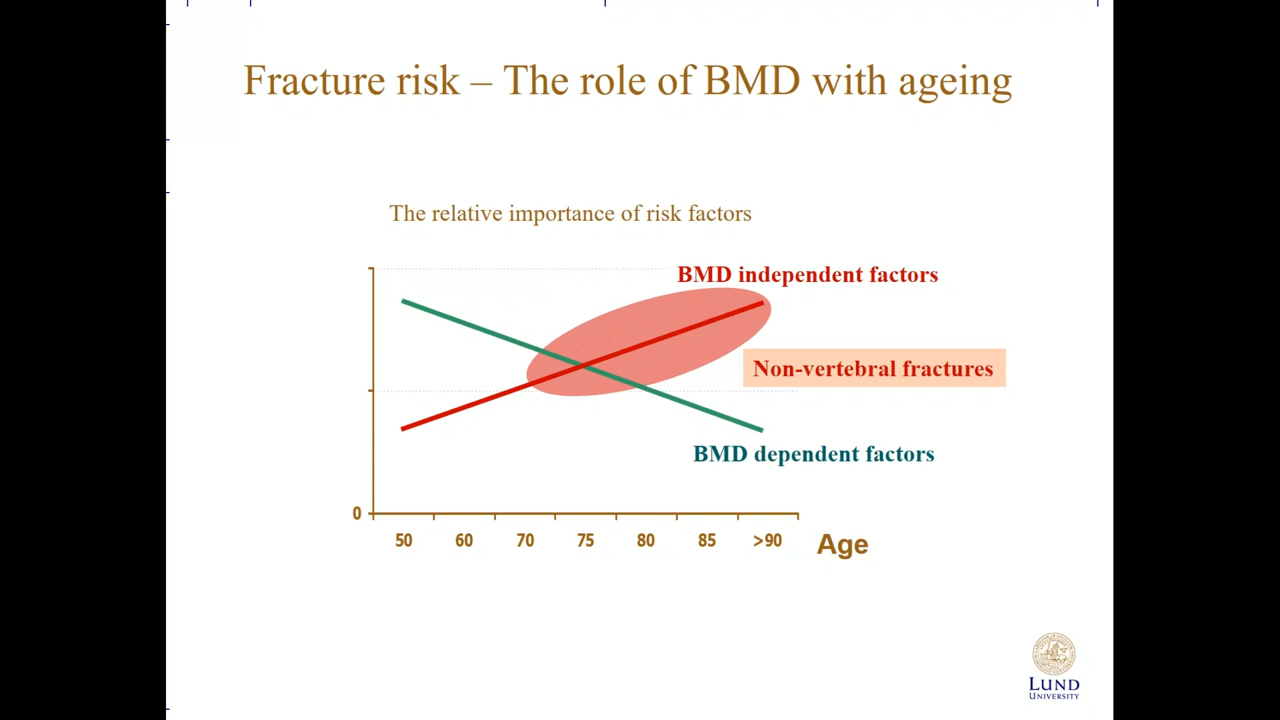 Fracture risk – The role of BMD with ageing
The relative importance of risk factors
BMD independent factors
Non-vertebral fractures
BMD dependent factors
0
50 60 70 75 80 85 >90
Age
LUND
UNIVERSITY